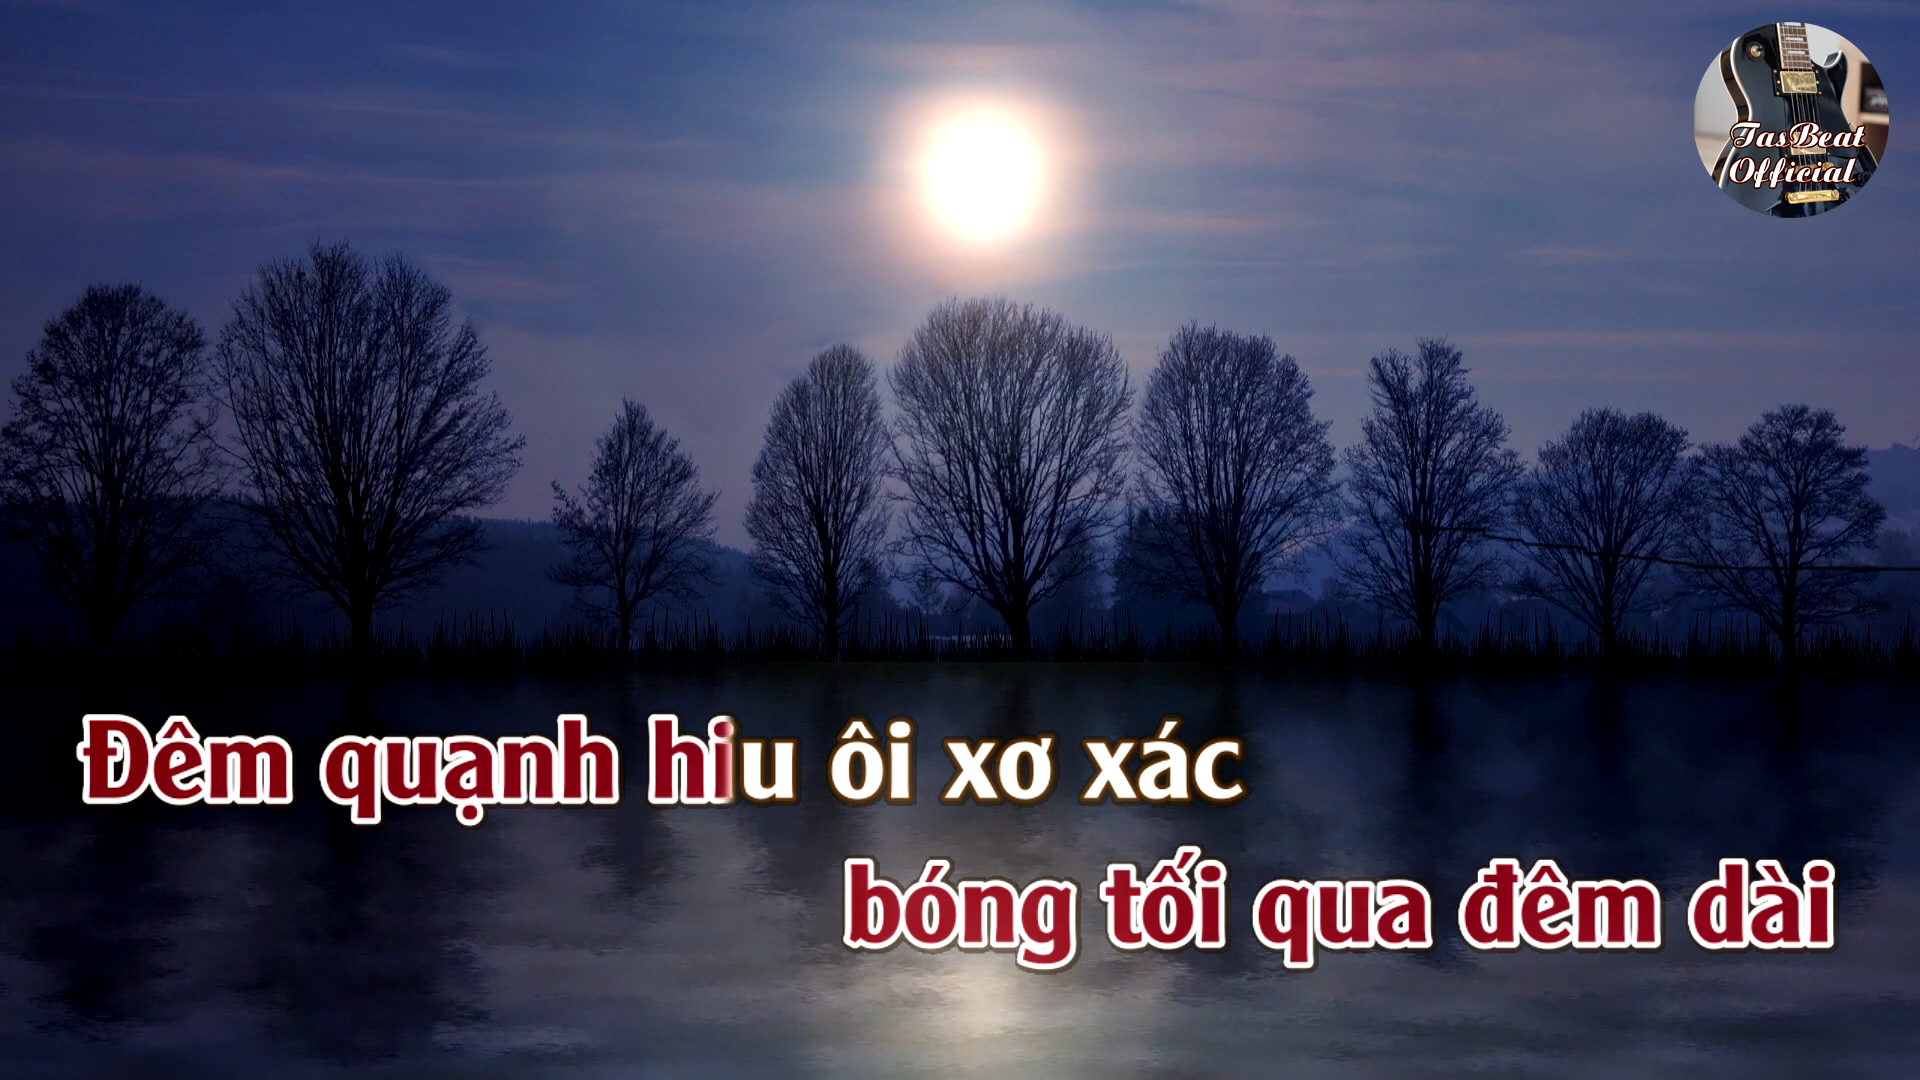 TasBeat
Official
Đêm quạnh hiu ôi xơ xác
bóng tối qua đêm dài